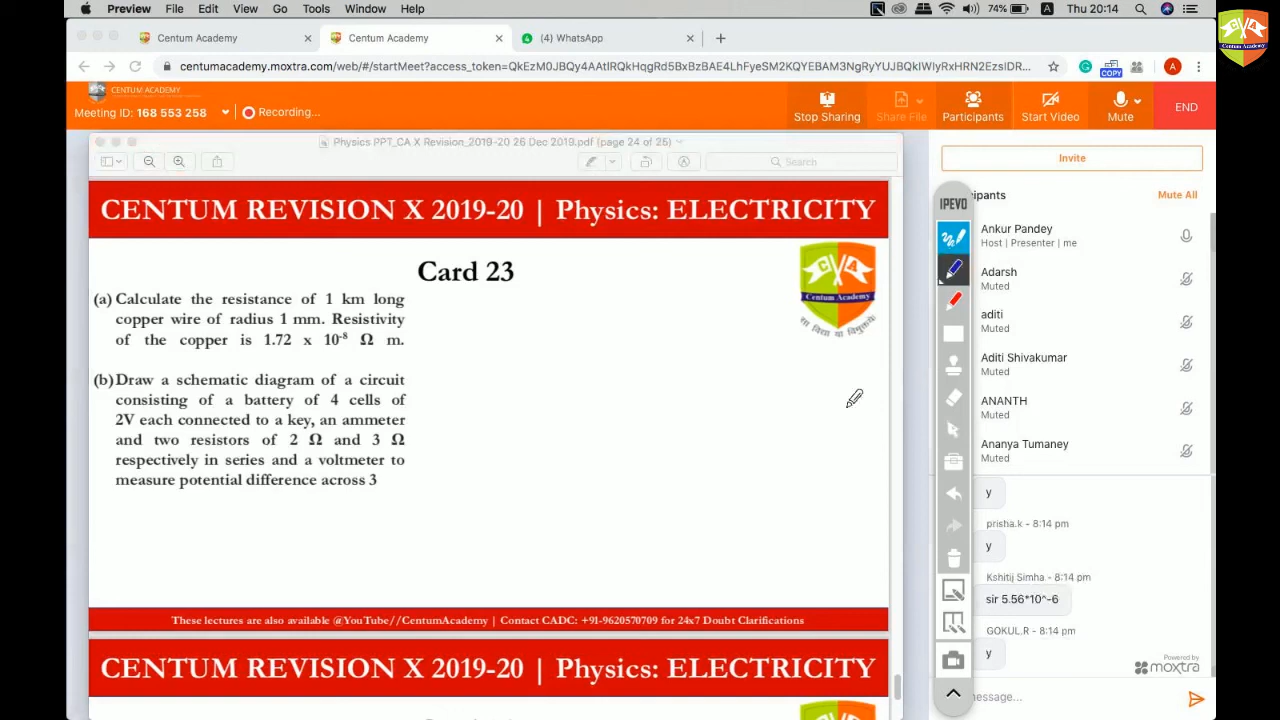 Preview File Edit View Go Tools Window Help 74% A Thu 20:14
Centum Academy × Centum Academy × (4) WhatsApp × +
centumacademy.moxtra.com/web/#/startMeet?access_token=QkEzM0JBQy4AAtlRQkHqgRd5BxBzBAE4LhFyeSM2KQYEBAM3NgRyYUJBQkIWIyRxHRN2EzsIDR... COPY A
CENTUM ACADEMY
Meeting ID: 168 553 258 Recording...
Stop Sharing Share File Participants Start Video Mute END
Physics PPT_CA X Revision_2019-20 26 Dec 2019.pdf (page 24 of 25)
Search
Invite
CENTUM REVISION X 2019-20 | Physics: ELECTRICITY
IPEVO
cipants Mute All
Ankur Pandey
Host | Presenter | me
Adarsh
Muted
aditi
Muted
Aditi Shivakumar
Muted
ANANTH
Muted
Ananya Tumaney
Muted
Card 23
(a) Calculate the resistance of 1 km long
copper wire of radius 1 mm. Resistivity
of the copper is 1.72 x 10⁻⁸ Ω m.
(b) Draw a schematic diagram of a circuit
consisting of a battery of 4 cells of
2V each connected to a key, an ammeter
and two resistors of 2 Ω and 3 Ω
respectively in series and a voltmeter to
measure potential difference across 3
C A
Centum Academy
सा विद्या या विमुक्तये
y
prisha.k - 8:14 pm
y
Kshitij Simha - 8:14 pm
sir 5.56*10^-6
GOKUL.R - 8:14 pm
y
Powered by
moxtra
essage...
These lectures are also available @YouTube//CentumAcademy | Contact CADC: +91-9620570709 for 24x7 Doubt Clarifications
CENTUM REVISION X 2019-20 | Physics: ELECTRICITY